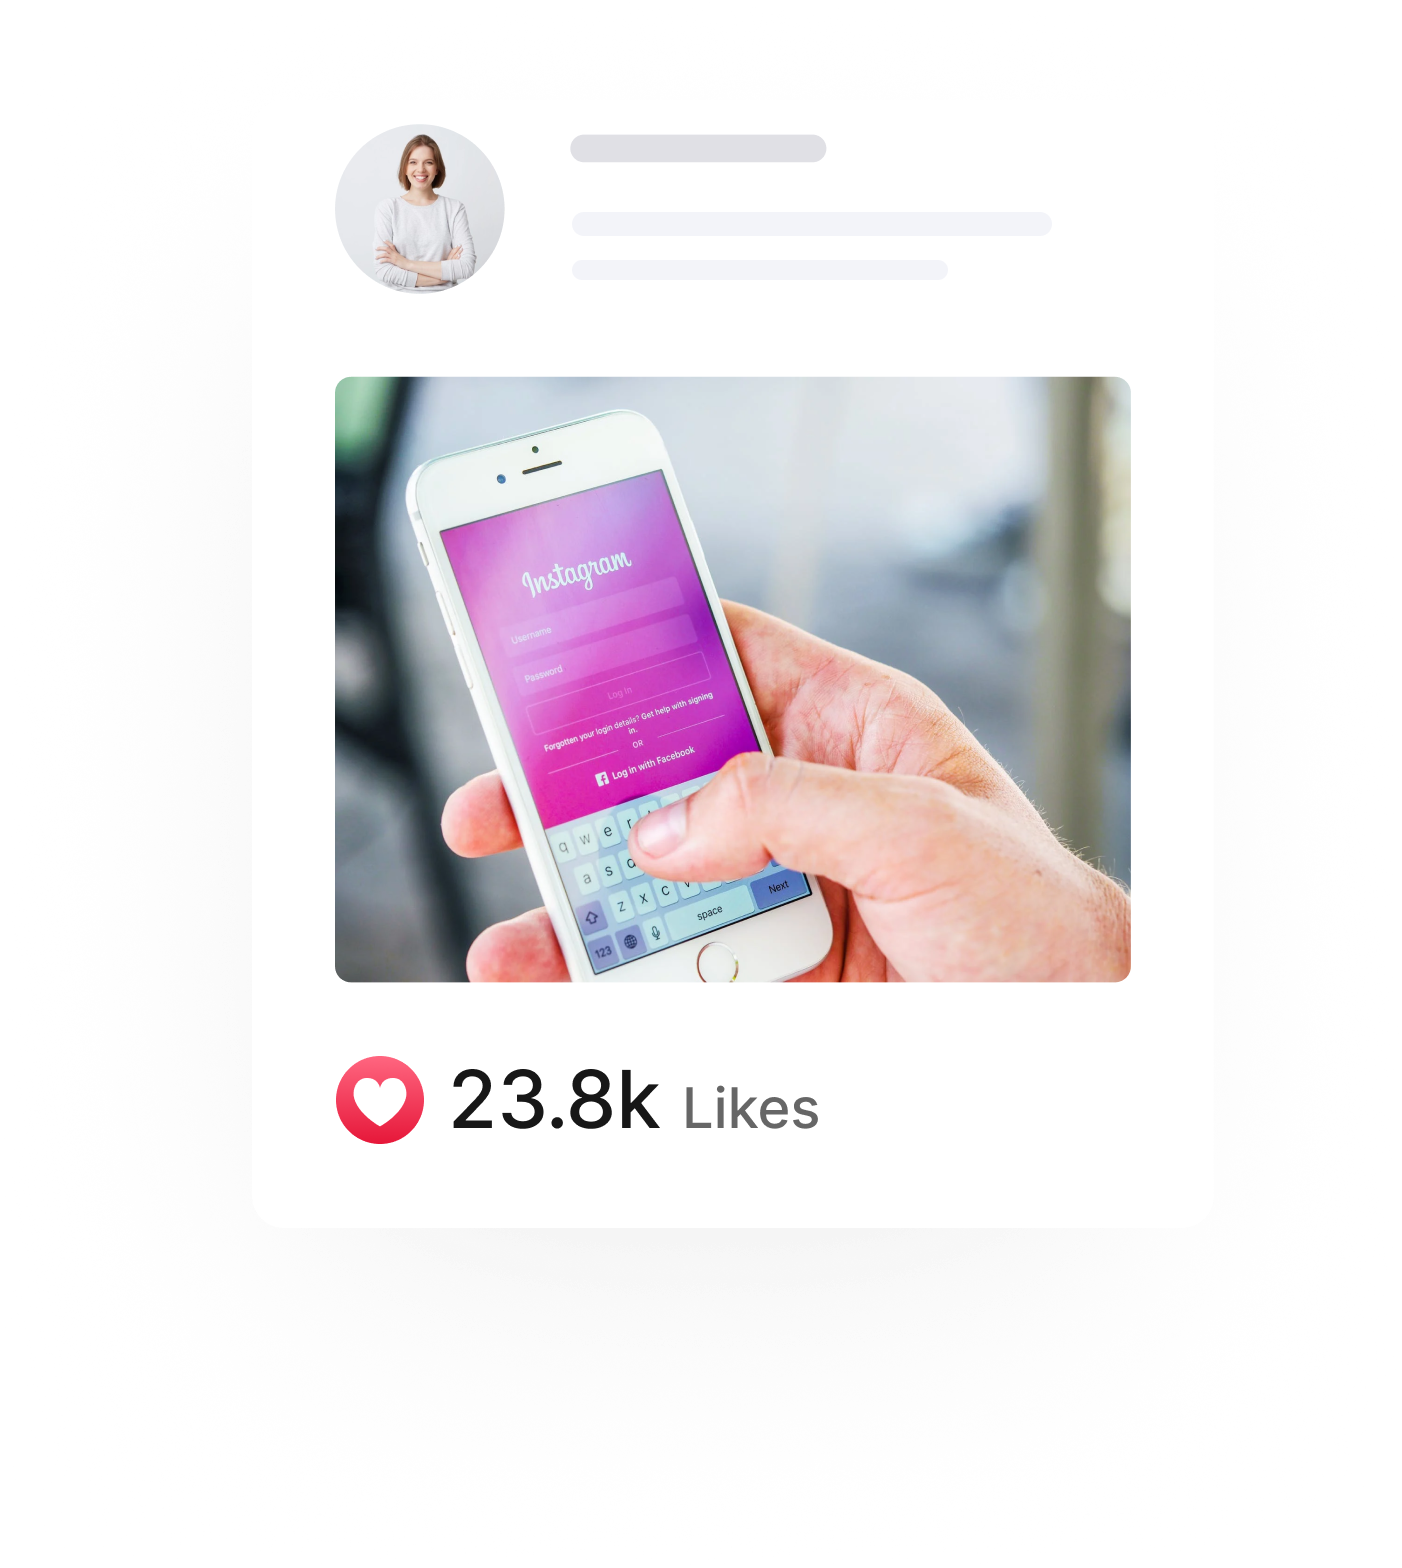 Instagram
Username
Password
Log In
Forgotten your login details? Get help with signing
in.
OR
Log in with Facebook
q w e r
a s d
z x c v
123 space Next
23.8k Likes